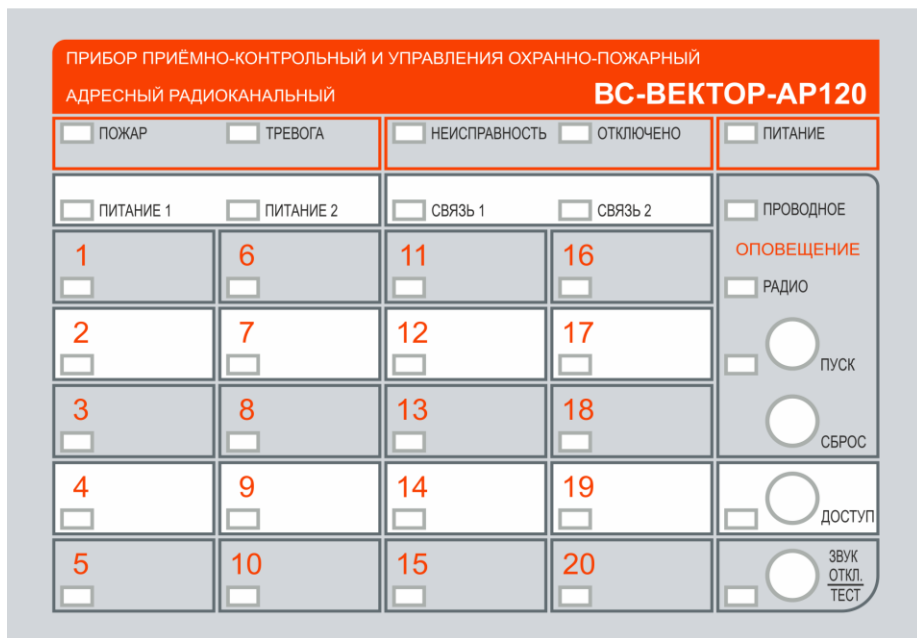 ПРИБОР ПРИЁМНО-КОНТРОЛЬНЫЙ И УПРАВЛЕНИЯ ОХРАННО-ПОЖАРНЫЙ
АДРЕСНЫЙ РАДИОКАНАЛЬНЫЙ ВС-ВЕКТОР-АР120
ПОЖАР ТРЕВОГА НЕИСПРАВНОСТЬ ОТКЛЮЧЕНО ПИТАНИЕ
ПИТАНИЕ 1 ПИТАНИЕ 2 СВЯЗЬ 1 СВЯЗЬ 2 ПРОВОДНОЕ
1 6 11 16 ОПОВЕЩЕНИЕ
РАДИО
2 7 12 17
ПУСК
3 8 13 18
СБРОС
4 9 14 19
ДОСТУП
5 10 15 20 ЗВУК
ОТКЛ.
ТЕСТ